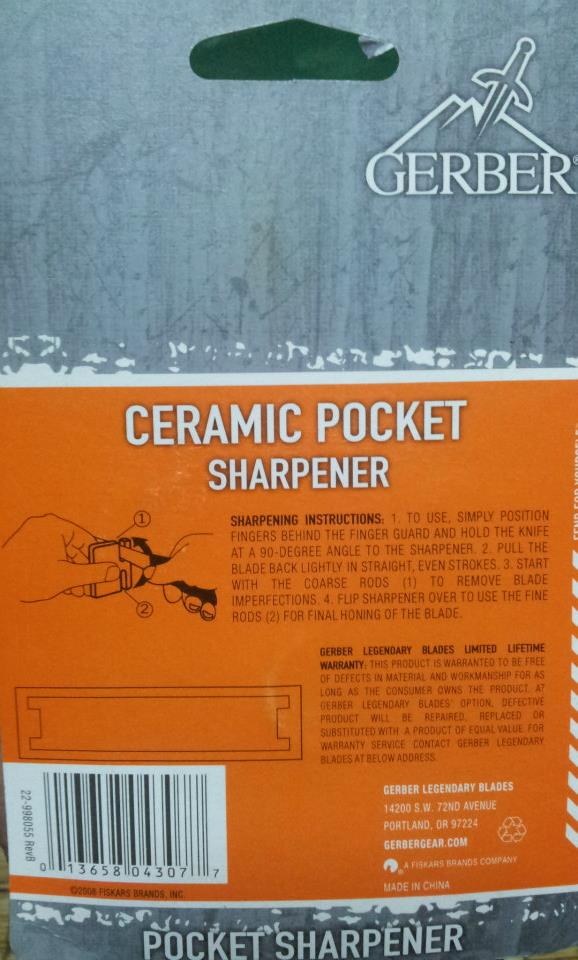 GERBER®
CERAMIC POCKET
SHARPENER
1
2
SHARPENING INSTRUCTIONS: 1. TO USE, SIMPLY POSITION
FINGERS BEHIND THE FINGER GUARD AND HOLD THE KNIFE
AT A 90-DEGREE ANGLE TO THE SHARPENER. 2. PULL THE
BLADE BACK LIGHTLY IN STRAIGHT, EVEN STROKES. 3. START
WITH THE COARSE RODS (1) TO REMOVE BLADE
IMPERFECTIONS. 4. FLIP SHARPENER OVER TO USE THE FINE
RODS (2) FOR FINAL HONING OF THE BLADE.
GERBER LEGENDARY BLADES LIMITED LIFETIME
WARRANTY: THIS PRODUCT IS WARRANTED TO BE FREE
OF DEFECTS IN MATERIAL AND WORKMANSHIP FOR AS
LONG AS THE CONSUMER OWNS THE PRODUCT. AT
GERBER LEGENDARY BLADES' OPTION, DEFECTIVE
PRODUCT WILL BE REPAIRED, REPLACED OR
SUBSTITUTED WITH A PRODUCT OF EQUAL VALUE. FOR
WARRANTY SERVICE CONTACT GERBER LEGENDARY
BLADES AT BELOW ADDRESS.
22-998055 RevB
0 13658 04307 7
©2008 FISKARS BRANDS, INC.
GERBER LEGENDARY BLADES
14200 S.W. 72ND AVENUE
PORTLAND, OR 97224
GERBERGEAR.COM
A FISKARS BRANDS COMPANY
MADE IN CHINA
POCKET SHARPENER